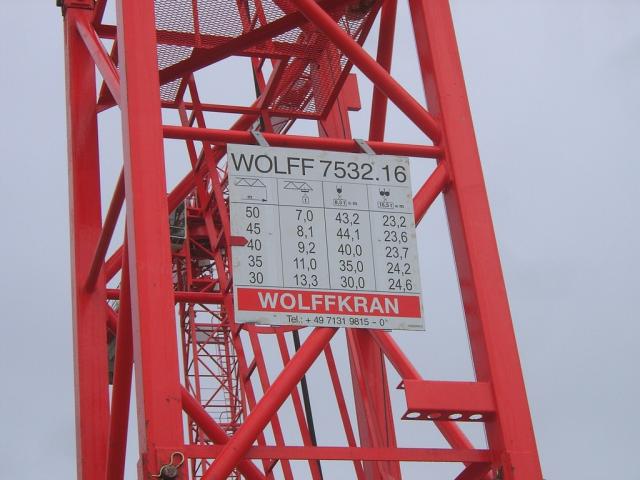 WOLFF 7532.16
50 7,0 43,2 23,2
45 8,1 44,1 23,6
40 9,2 40,0 23,7
35 11,0 35,0 24,2
30 13,3 30,0 24,6
WOLFFKRAN
Tel.: + 49 7131 9815 - 0*